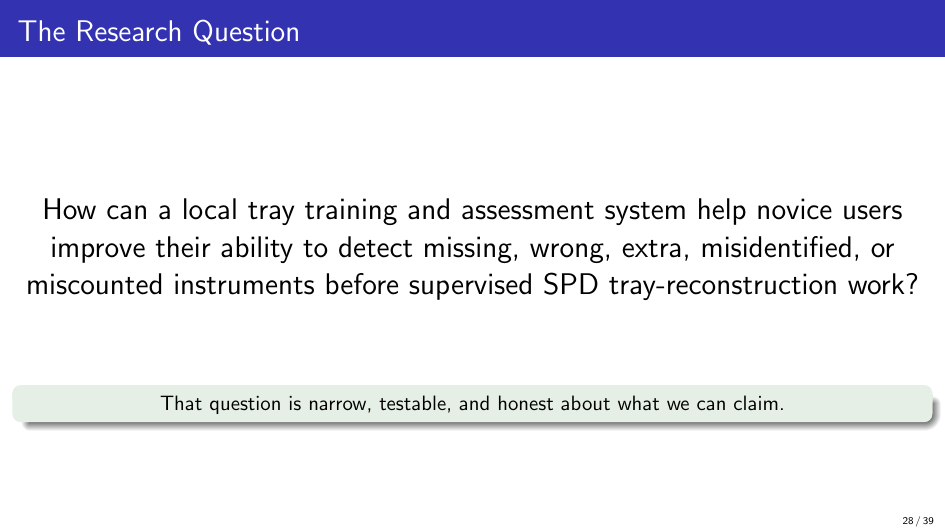 The Research Question
How can a local tray training and assessment system help novice users
improve their ability to detect missing, wrong, extra, misidentified, or
miscounted instruments before supervised SPD tray-reconstruction work?
That question is narrow, testable, and honest about what we can claim.
28 / 39